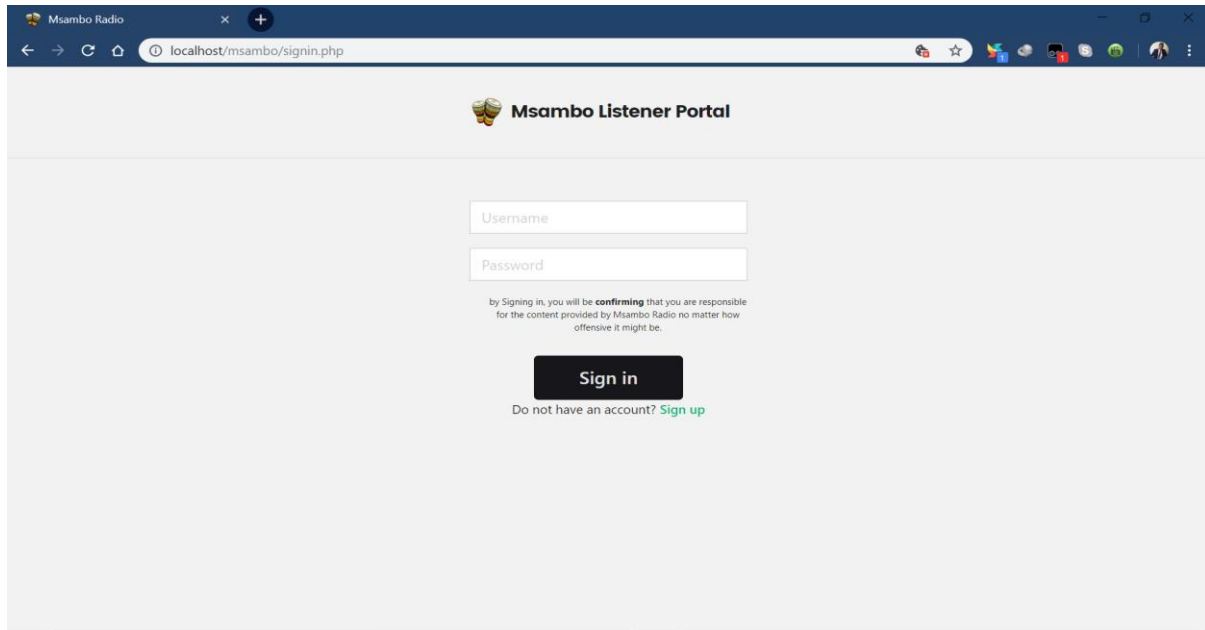 Msambo Radio
localhost/msambo/signin.php
1
1
Msambo Listener Portal
Username
Password
by Signing in, you will be confirming that you are responsible
for the content provided by Msambo Radio no matter how
offensive it might be.
Sign in
Do not have an account? Sign up